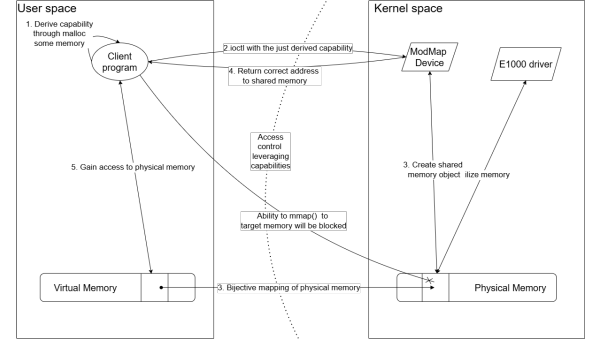 User space
Kernel space
1. Derive capability
through malloc
some memory
Client
program
2.ioctl with the just derived capability
ModMap
Device
E1000 driver
4. Return correct address
to shared memory
Access
control
leveraging
capabilities
5. Gain access to physical memory
3. Create shared
memory object
ilize memory
Ability to mmap() to
target memory will be blocked
Virtual Memory
3. Bijective mapping of physical memory
Physical Memory